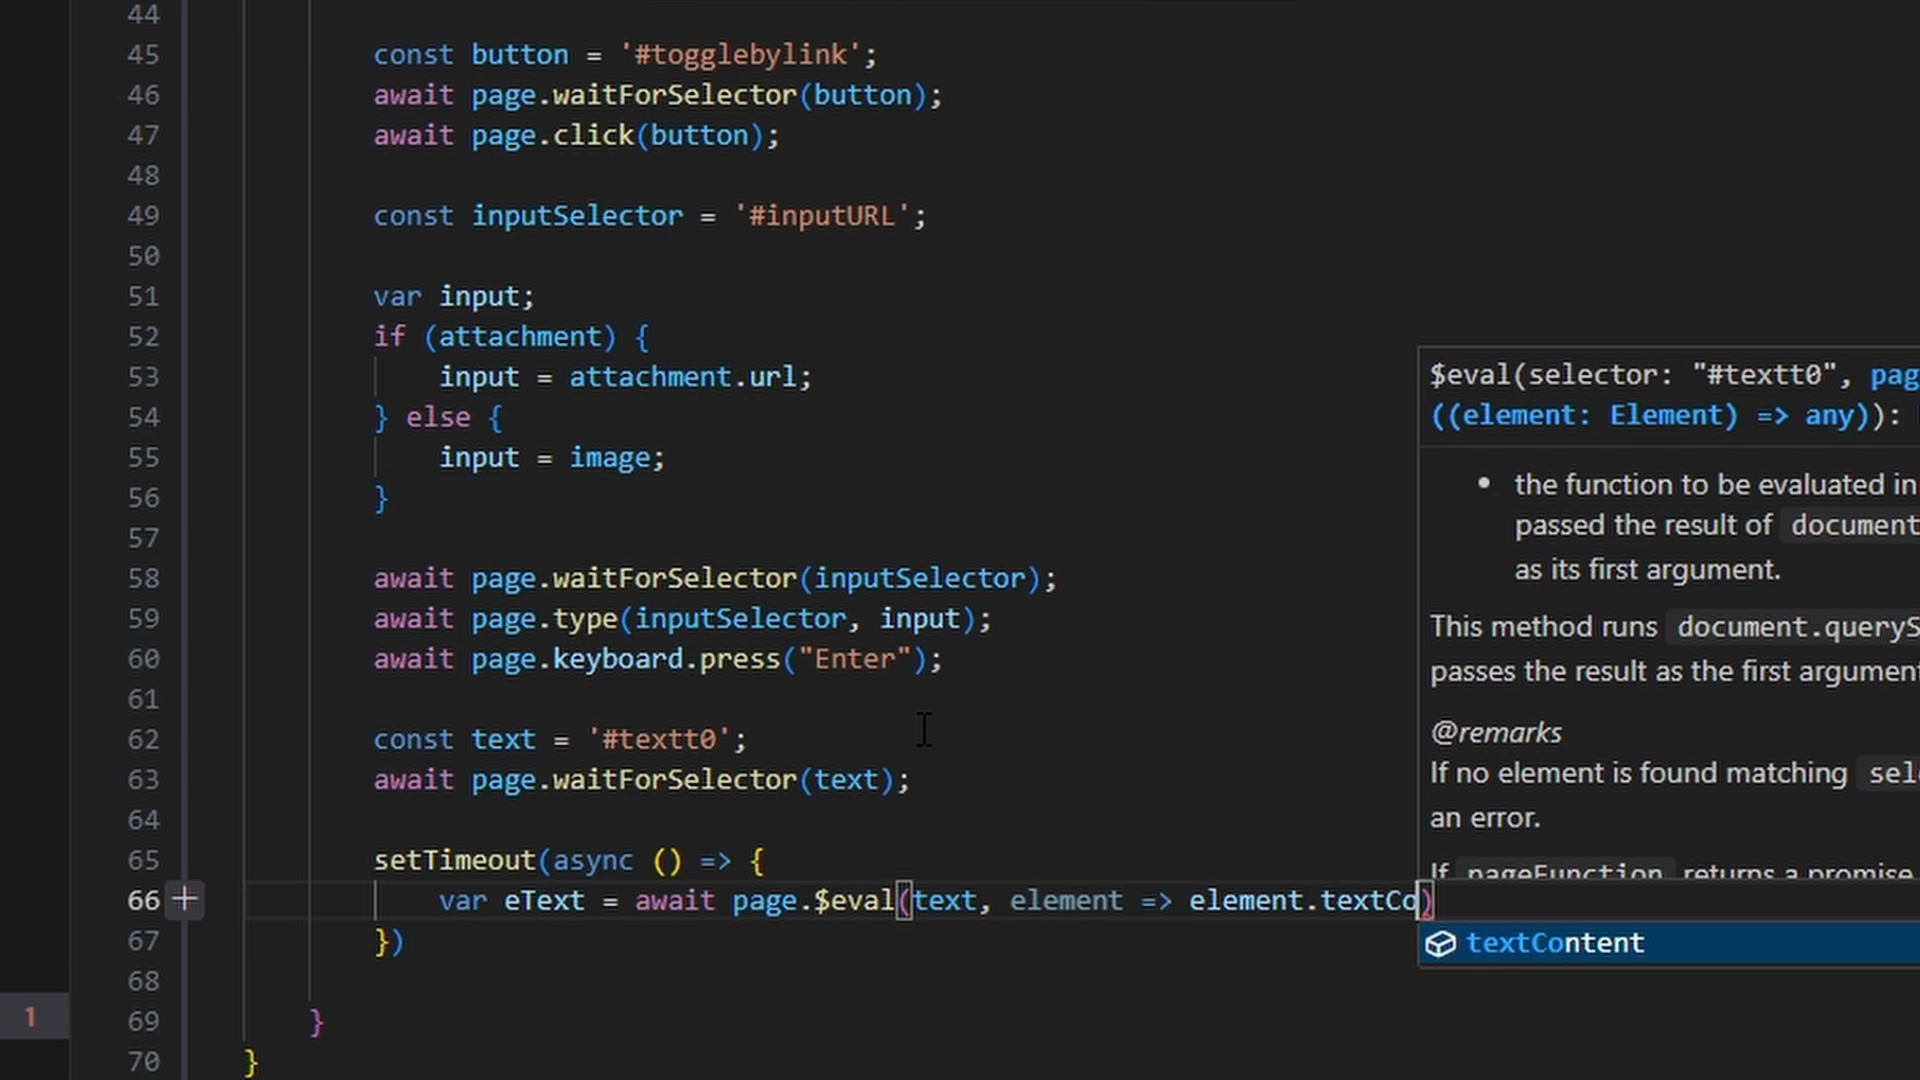 44
45 const button = '#togglebylink';
46 await page.waitForSelector(button);
47 await page.click(button);
48
49 const inputSelector = '#inputURL';
50
51 var input;
52 if (attachment) {
53 input = attachment.url;
54 } else {
55 input = image;
56 }
57
58 await page.waitForSelector(inputSelector);
59 await page.type(inputSelector, input);
60 await page.keyboard.press("Enter");
61
62 const text = '#textt0';
63 await page.waitForSelector(text);
64
65 setTimeout(async () => {
66 var eText = await page.$eval(text, element => element.textCo)
67 })
68
1 69 }
70 }
$eval(selector: "#textt0", pag
((element: Element) => any)):
• the function to be evaluated in
passed the result of document
as its first argument.
This method runs document.queryS
passes the result as the first argument
@remarks
If no element is found matching sel
an error.
If pageFunction returns a promise
textContent